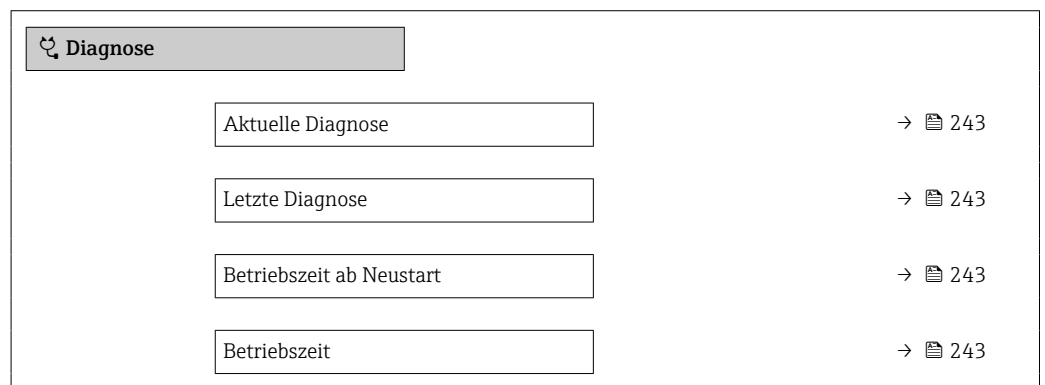 Diagnose
Aktuelle Diagnose → 243
Letzte Diagnose → 243
Betriebszeit ab Neustart → 243
Betriebszeit → 243